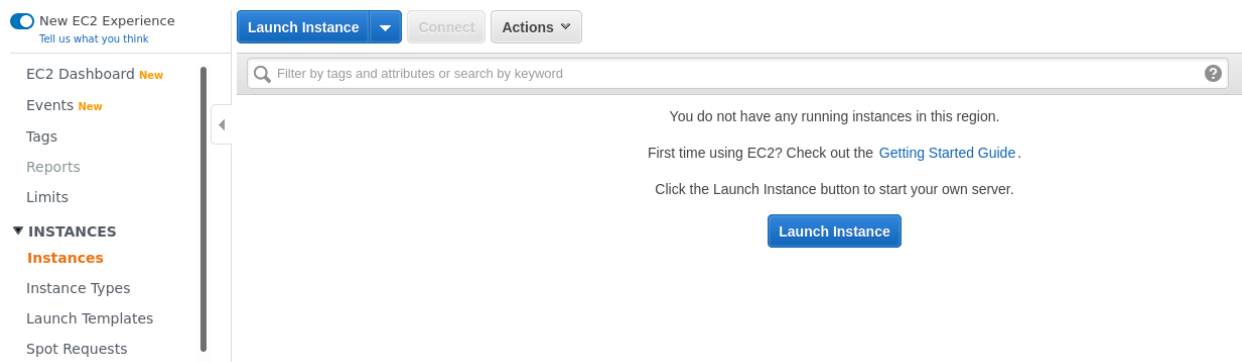 New EC2 Experience
Tell us what you think
EC2 Dashboard New
Events New
Tags
Reports
Limits
INSTANCES
Instances
Instance Types
Launch Templates
Spot Requests
Launch Instance
Connect
Actions
Filter by tags and attributes or search by keyword
?
You do not have any running instances in this region.
First time using EC2? Check out the Getting Started Guide.
Click the Launch Instance button to start your own server.
Launch Instance